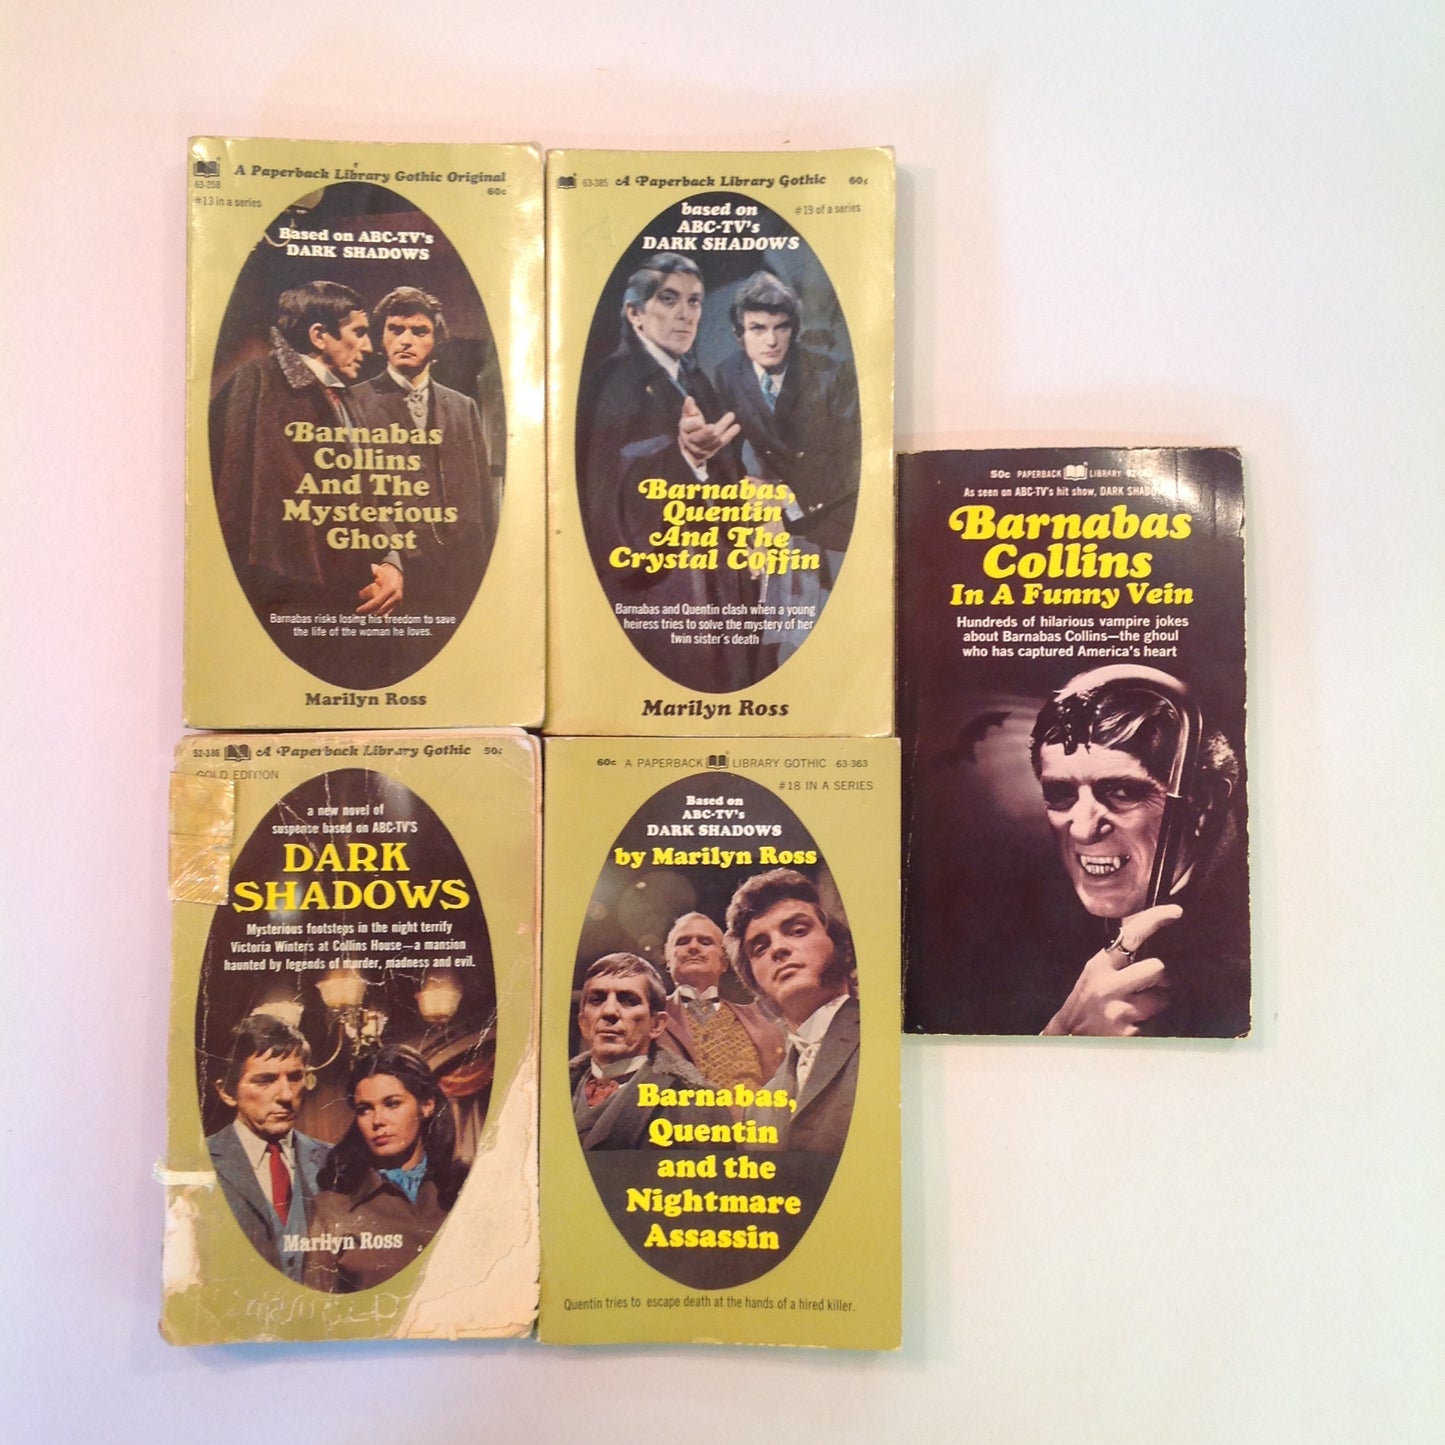 A Paperback Library Gothic Original
63-258
60c
#13 in a series
Based on ABC-TV's
DARK SHADOWS
Barnabas
Collins
And The
Mysterious
Ghost
Barnabas risks losing his freedom to save
the life of the woman he loves.
Marilyn Ross
63-385 A Paperback Library Gothic 60¢
#19 of a series
based on
ABC-TV's
DARK SHADOWS
Barnabas,
Quentin
And The
Crystal Coffin
Barnabas and Quentin clash when a young
heiress tries to solve the mystery of her
twin sister's death
Marilyn Ross
50c PAPERBACK LIBRARY
As seen on ABC-TV's hit show, DARK
Barnabas
Collins
In A Funny Vein
Hundreds of hilarious vampire jokes
about Barnabas Collins—the ghoul
who has captured America's heart
52-386 A Paperback Library Gothic 50¢
GOLD EDITION
a new novel of
suspense based on ABC-TV'S
DARK
SHADOWS
Mysterious footsteps in the night terrify
Victoria Winters at Collins House—a mansion
haunted by legends of murder, madness and evil.
Marilyn Ross
60c A PAPERBACK LIBRARY GOTHIC 63-363
#18 IN A SERIES
Based on
ABC-TV's
DARK SHADOWS
by Marilyn Ross
Barnabas,
Quentin
and the
Nightmare
Assassin
Quentin tries to escape death at the hands of a hired killer.